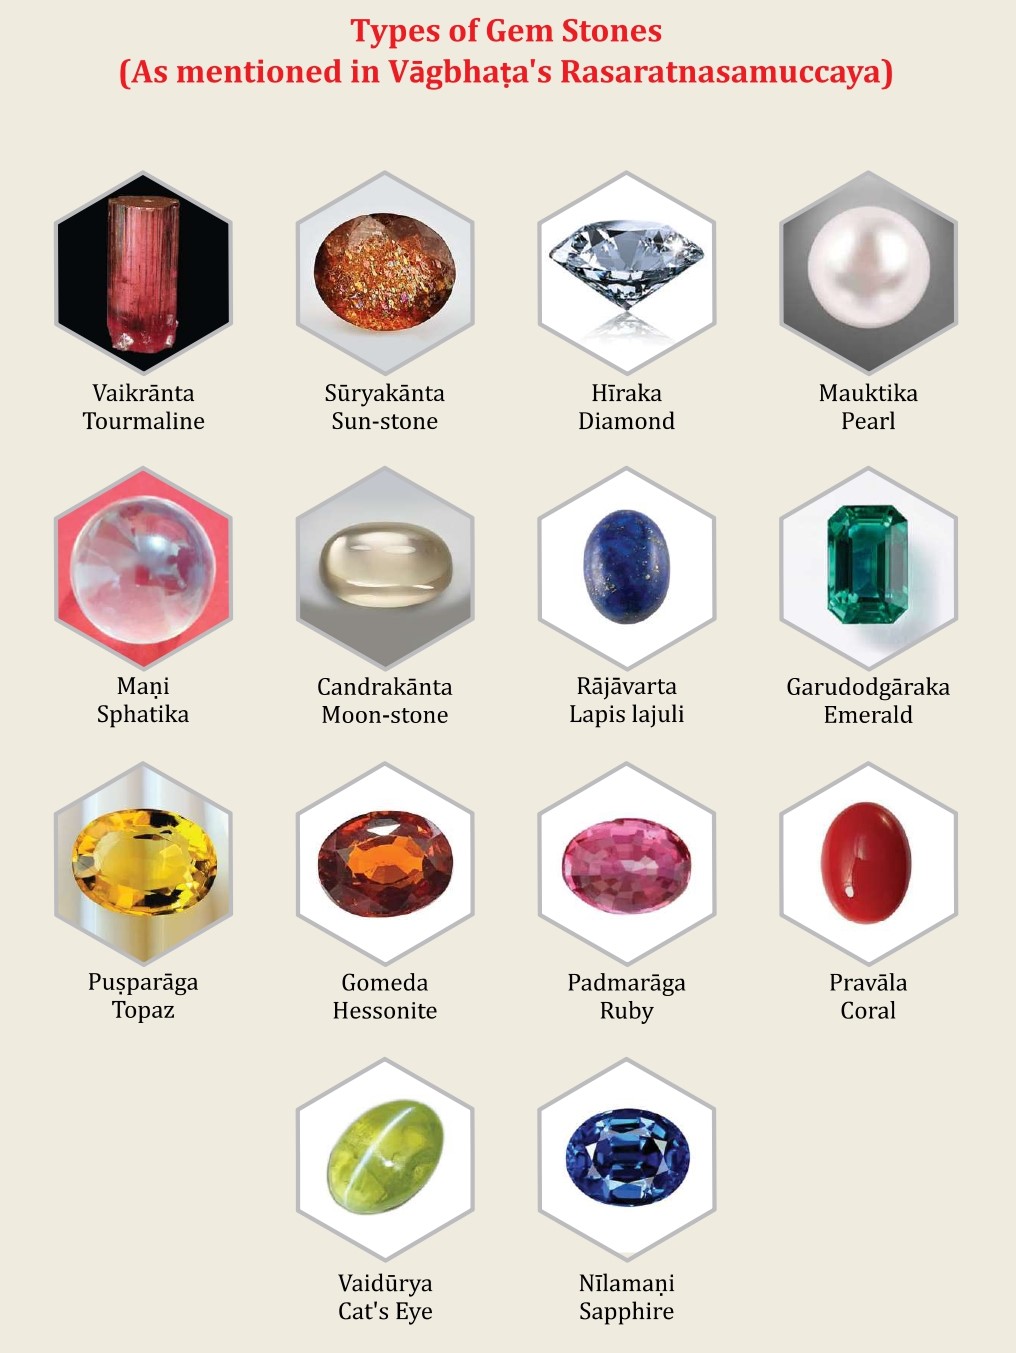 Types of Gem Stones
(As mentioned in Vāgbhaṭa's Rasaratnasamuccaya)
Vaikrānta
Tourmaline
Sūryakānta
Sun-stone
Hīraka
Diamond
Mauktika
Pearl
Maṇi
Sphatika
Candrakānta
Moon-stone
Rājāvarta
Lapis lajuli
Garudodgāraka
Emerald
Puṣparāga
Topaz
Gomeda
Hessonite
Padmarāga
Ruby
Pravāla
Coral
Vaidūrya
Cat's Eye
Nīlamaṇi
Sapphire